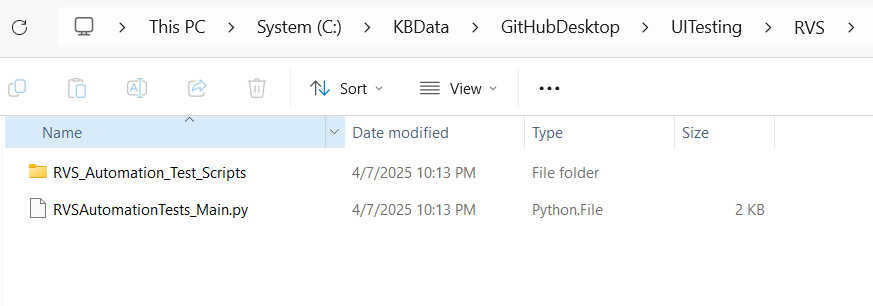 This PC > System (C:) > KBData > GitHubDesktop > UITesting > RVS >
Sort View
Name Date modified Type Size
RVS_Automation_Test_Scripts 4/7/2025 10:13 PM File folder
RVSAutomationTests_Main.py 4/7/2025 10:13 PM Python.File 2 KB